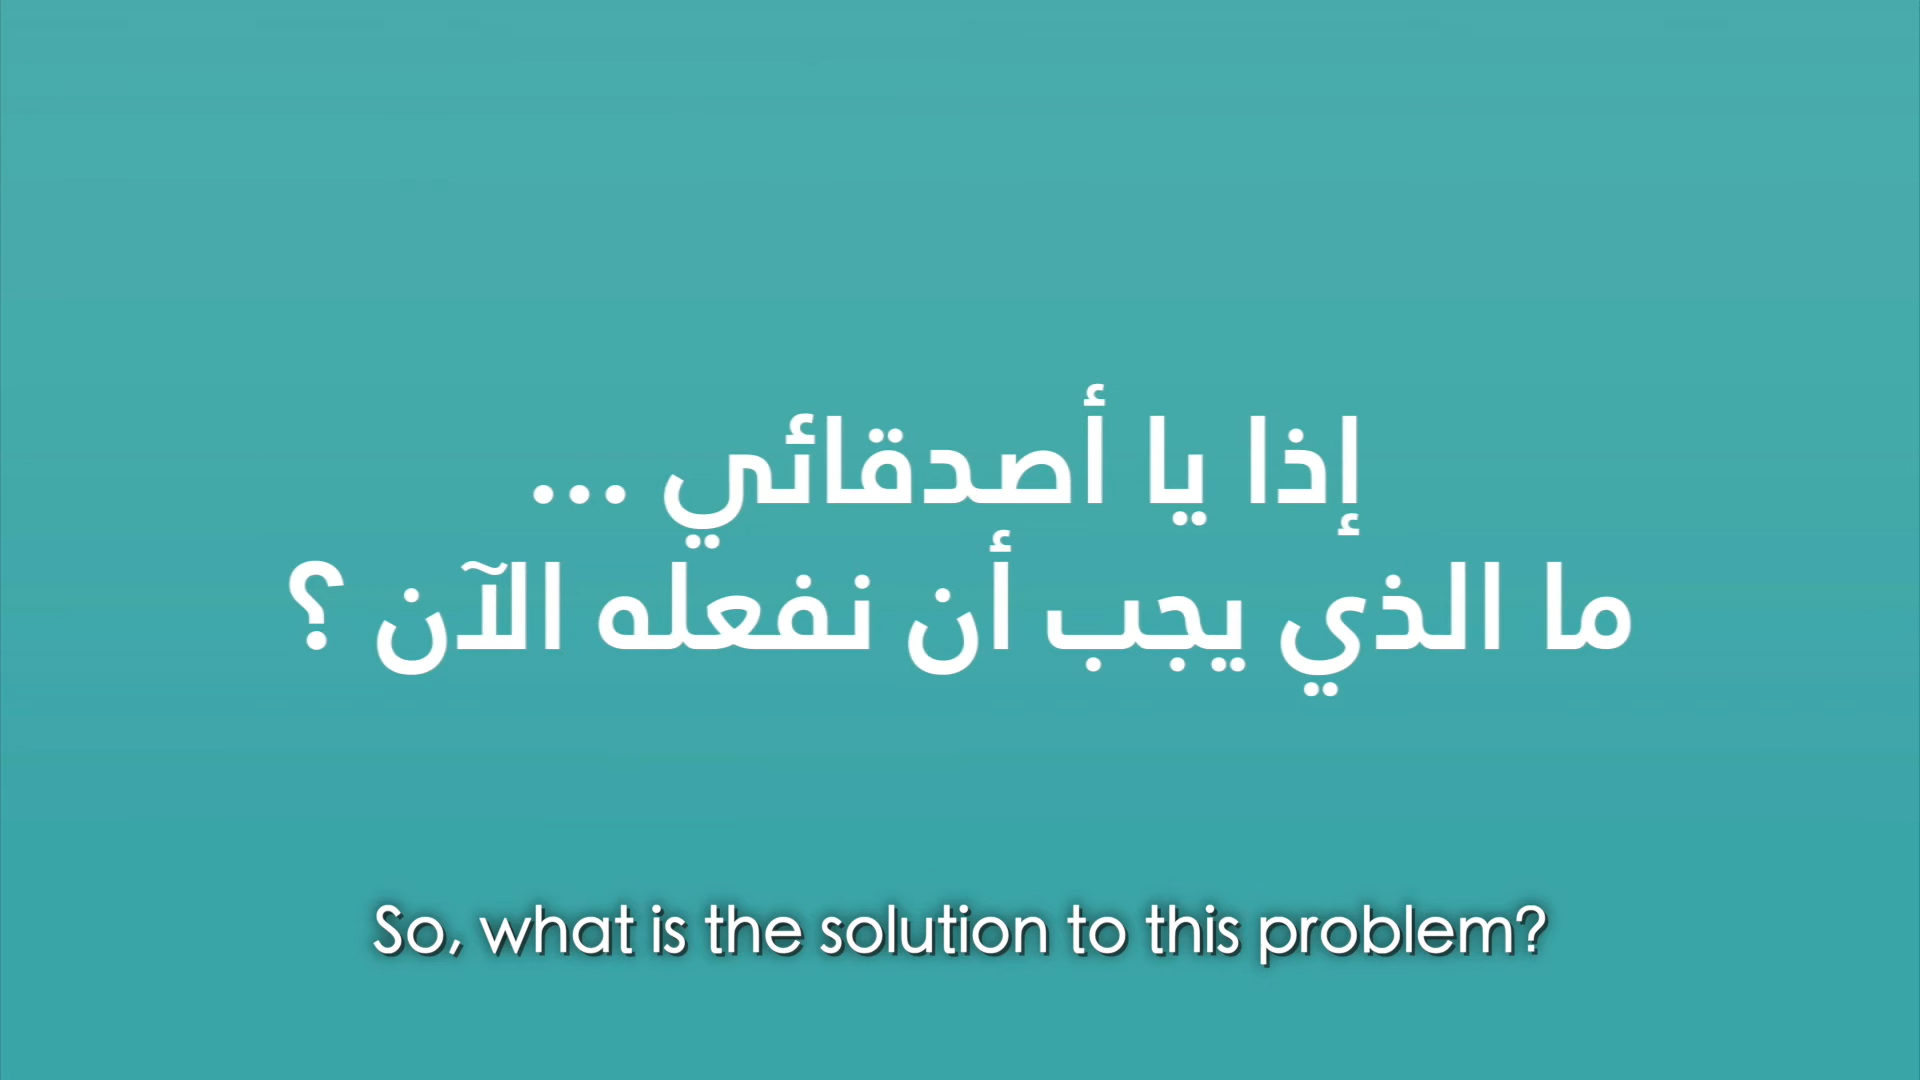 إذا يا أصدقائي ...
ما الذي يجب أن نفعله الآن ؟
So, what is the solution to this problem?